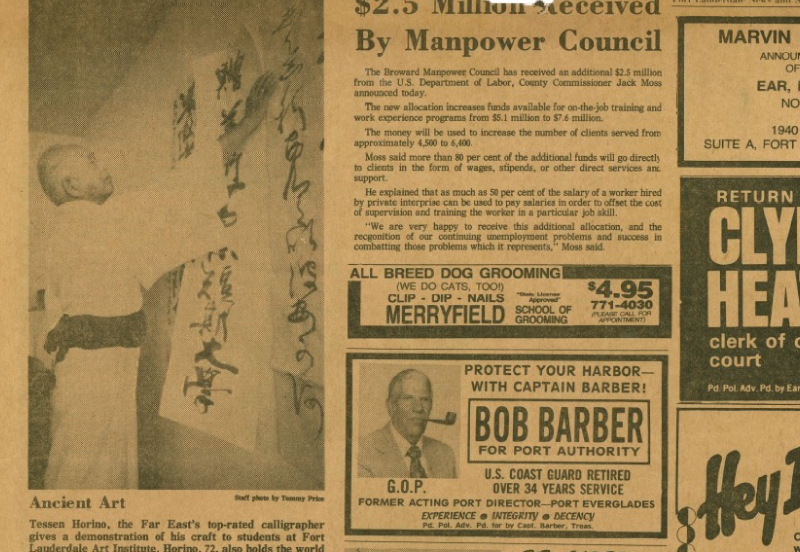 $2.5 Million Received
By Manpower Council
The Broward Manpower Council has received an additional $2.5 million
from the U.S. Department of Labor, County Commissioner Jack Moss
announced today.
The new allocation increases funds available for on-the-job training and
work experience programs from $5.1 million to $7.6 million.
The money will be used to increase the number of clients served from
approximately 4,500 to 6,400.
Moss said more than 80 per cent of the additional funds will go directly
to clients in the form of wages, stipends, or other direct services and
support.
He explained that as much as 50 per cent of the salary of a worker hired
by private interprise can be used to pay salaries in order to offset the cost
of supervision and training the worker in a particular job skill.
"We are very happy to receive this additional allocation, and the
recgonition of our continuing unemployment problems and success in
combatting those problems which it represents," Moss said.
Staff photo by Tommy Price
Ancient Art
Tessen Horino, the Far East's top-rated calligrapher
gives a demonstration of his craft to students at Fort
Lauderdale Art Institute. Horino, 72, also holds the world
ALL BREED DOG GROOMING
(WE DO CATS, TOO!)
CLIP - DIP - NAILS
MERRYFIELD
"State License
Approved"
SCHOOL OF
GROOMING
$4.95
771-4030
(PLEASE CALL FOR
APPOINTMENT)
PROTECT YOUR HARBOR—
WITH CAPTAIN BARBER!
BOB BARBER
FOR PORT AUTHORITY
G.O.P.
U.S. COAST GUARD RETIRED
OVER 34 YEARS SERVICE
FORMER ACTING PORT DIRECTOR—PORT EVERGLADES
EXPERIENCE ● INTEGRITY ● DECENCY
Pd. Pol. Adv. Pd. for by Capt. Barber, Treas.
MARVIN
ANNOUN
OF
EAR,
NO
1940
SUITE A, FORT
RETURN
CLY
HEA
clerk of c
court
Pd. Pol. Adv. Pd. by Ear
Hey